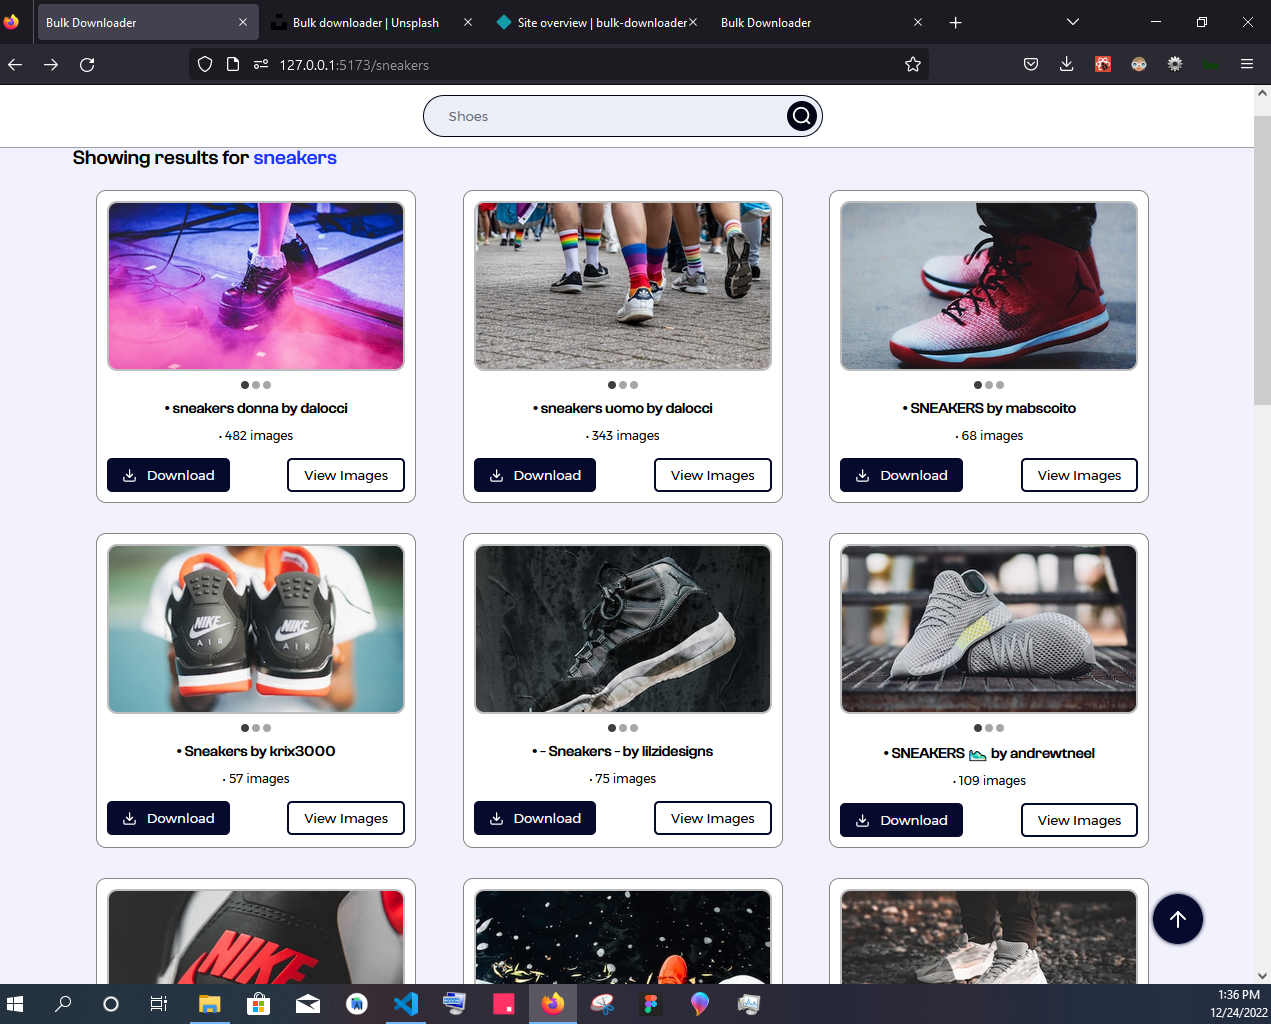 Bulk Downloader
Bulk downloader | Unsplash
Site overview | bulk-downloader
Bulk Downloader
127.0.0.1:5173/sneakers
Shoes
Showing results for sneakers
• sneakers donna by dalocci
• sneakers uomo by dalocci
• SNEAKERS by mabscoito
• 482 images
• 343 images
• 68 images
Download
View Images
Download
View Images
Download
View Images
NIKE
AIR
NIKE
AIR
• Sneakers by krix3000
• - Sneakers - by lilzidesigns
• SNEAKERS 👟 by andrewtneel
• 57 images
• 75 images
• 109 images
Download
View Images
Download
View Images
Download
View Images
NIKE
1:36 PM
12/24/2022